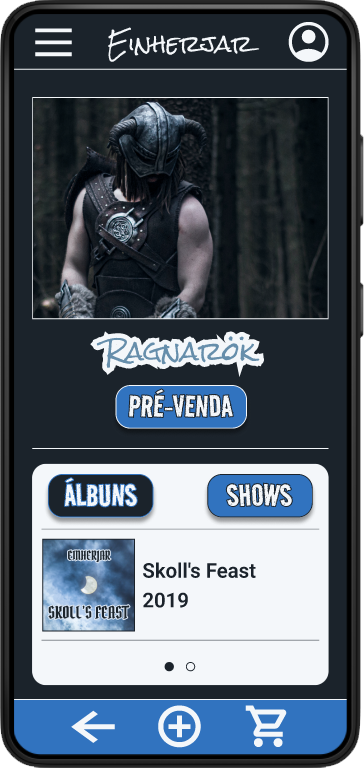 Einherjar
Ragnarök
PRÉ-VENDA
ÁLBUNS
SHOWS
EINHERJAR
SKOLL'S FEAST
Skoll's Feast
2019